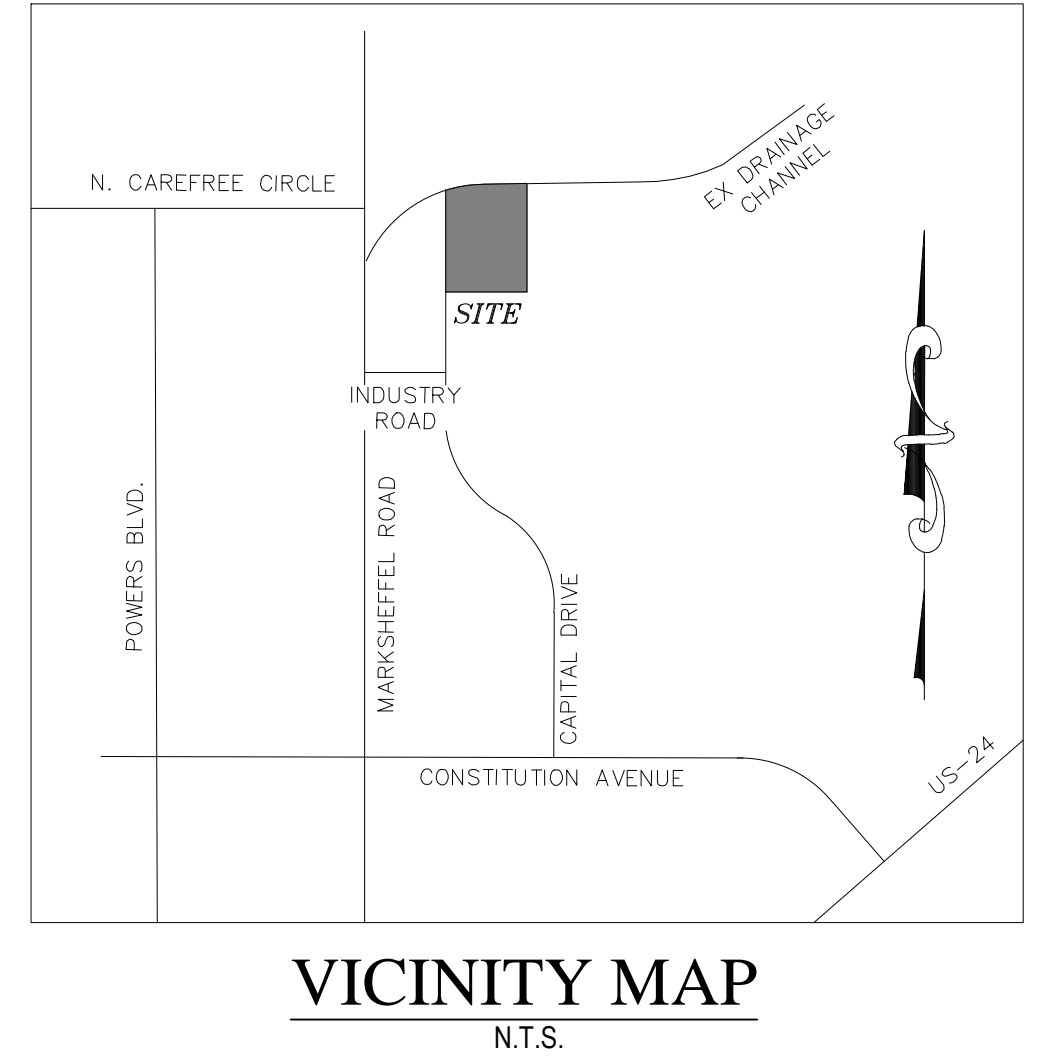 N. CAREFREE CIRCLE
EX DRAINAGE
CHANNEL
SITE
INDUSTRY
ROAD
POWERS BLVD.
MARKSHEFFEL ROAD
CAPITAL DRIVE
CONSTITUTION AVENUE
US-24
VICINITY MAP
N.T.S.